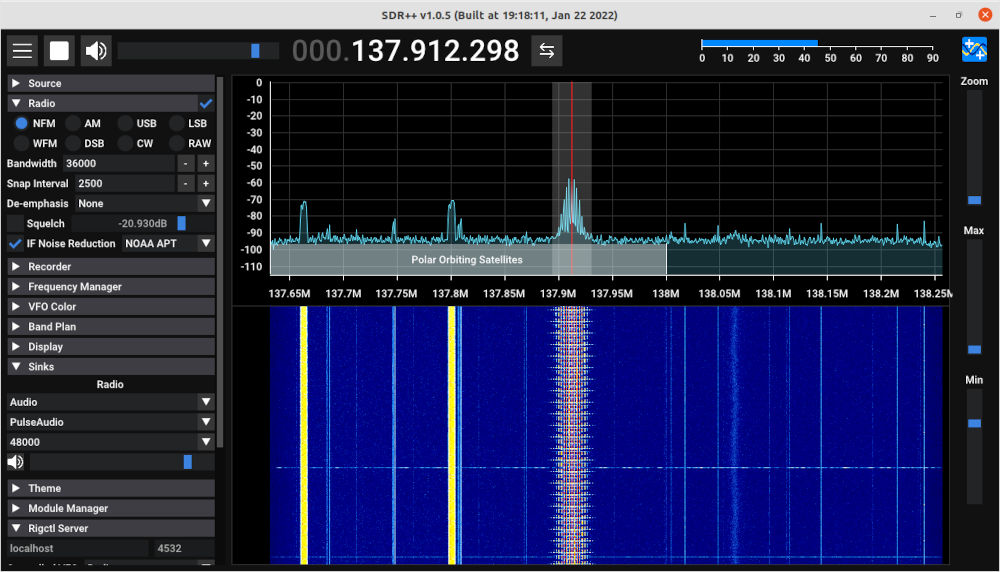 SDR++ v1.0.5 (Built at 19:18:11, Jan 22 2022)
000.137.912.298
0 10 20 30 40 50 60 70 80 90
Source
Radio
NFM AM USB LSB
WFM DSB CW RAW
Bandwidth 36000 - +
Snap Interval 2500 - +
De-emphasis None
Squelch -20.930dB
IF Noise Reduction NOAA APT
Recorder
Frequency Manager
VFO Color
Band Plan
Display
Sinks
Radio
Audio
PulseAudio
48000
Theme
Module Manager
Rigctl Server
localhost 4532
0
-10
-20
-30
-40
-50
-60
-70
-80
-90
-100
-110
Polar Orbiting Satellites
137.65M 137.7M 137.75M 137.8M 137.85M 137.9M 137.95M 138M 138.05M 138.1M 138.15M 138.2M 138.25M
Zoom
Max
Min